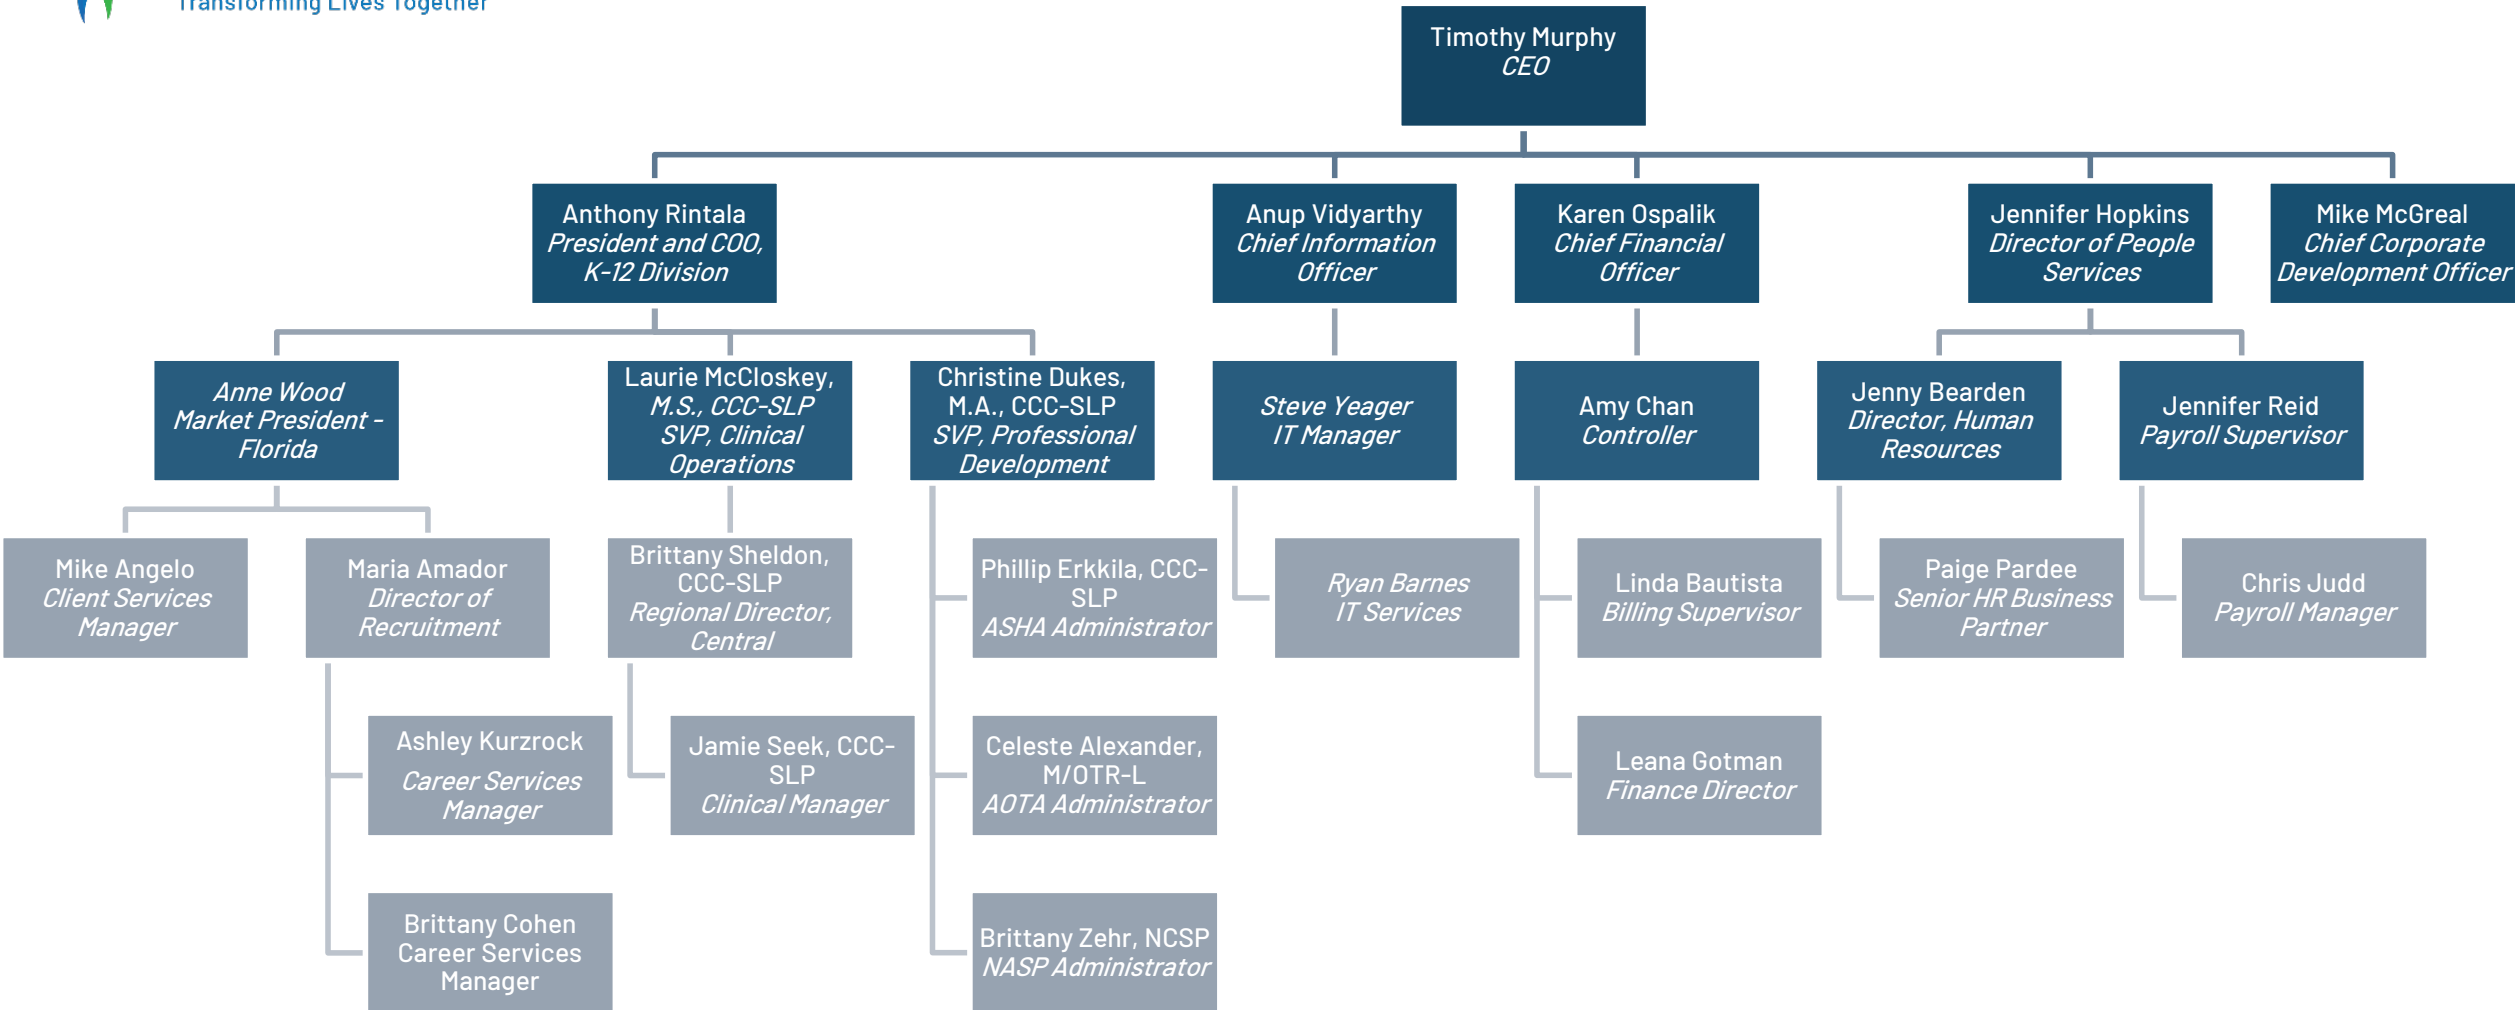 Transforming Lives Together
Timothy Murphy
CEO
Anthony Rintala
President and COO,
K-12 Division
Anup Vidyarthy
Chief Information
Officer
Karen Ospalik
Chief Financial
Officer
Jennifer Hopkins
Director of People
Services
Mike McGreal
Chief Corporate
Development Officer
Anne Wood
Market President -
Florida
Laurie McCloskey,
M.S., CCC-SLP
SVP, Clinical
Operations
Christine Dukes,
M.A., CCC-SLP
SVP, Professional
Development
Steve Yeager
IT Manager
Amy Chan
Controller
Jenny Bearden
Director, Human
Resources
Jennifer Reid
Payroll Supervisor
Mike Angelo
Client Services
Manager
Maria Amador
Director of
Recruitment
Brittany Sheldon,
CCC-SLP
Regional Director,
Central
Phillip Erkkila, CCC-
SLP
ASHA Administrator
Ryan Barnes
IT Services
Linda Bautista
Billing Supervisor
Paige Pardee
Senior HR Business
Partner
Chris Judd
Payroll Manager
Ashley Kurzrock
Career Services
Manager
Jamie Seek, CCC-
SLP
Clinical Manager
Celeste Alexander,
M/OTR-L
AOTA Administrator
Leana Gotman
Finance Director
Brittany Cohen
Career Services
Manager
Brittany Zehr, NCSP
NASP Administrator